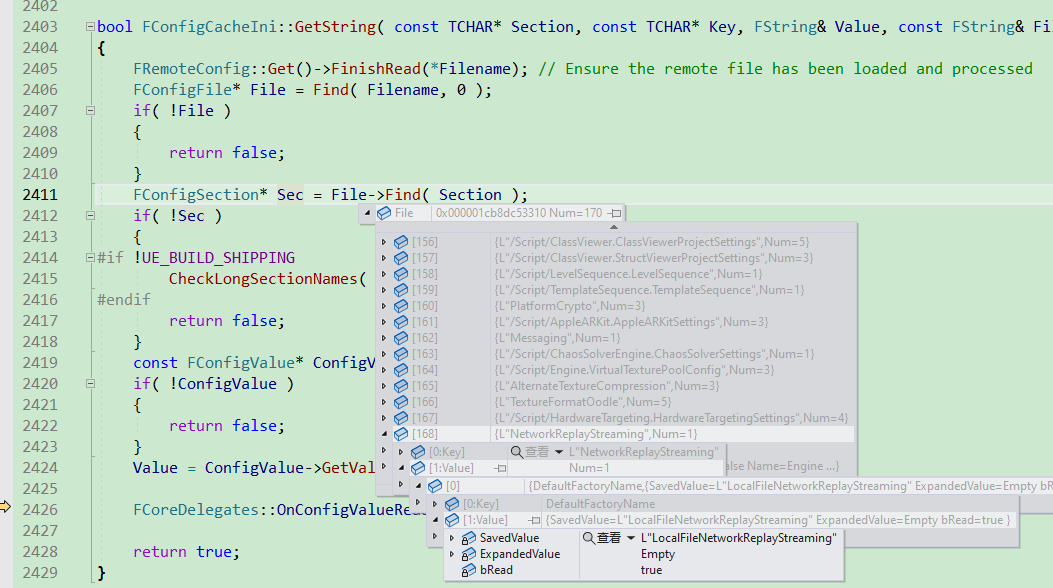 2402
2403 bool FConfigCacheIni::GetString( const TCHAR* Section, const TCHAR* Key, FString& Value, const FString& Fi
2404 {
2405 FRemoteConfig::Get()->FinishRead(*Filename); // Ensure the remote file has been loaded and processed
2406 FConfigFile* File = Find( Filename, 0 );
2407 if( !File )
2408 {
2409 return false;
2410 }
2411 FConfigSection* Sec = File->Find( Section );
2412 if( !Sec )
File 0x000001cb8dc53310 Num=170
2413 {
[156] {L"/Script/ClassViewer.ClassViewerProjectSettings",Num=5}
2414 #if !UE_BUILD_SHIPPING
[157] {L"/Script/ClassViewer.StructViewerProjectSettings",Num=3}
[158] {L"/Script/LevelSequence.LevelSequence",Num=1}
2415 CheckLongSectionNames(
[159] {L"/Script/TemplateSequence.TemplateSequence",Num=1}
2416 #endif
[160] {L"PlatformCrypto",Num=3}
2417 return false;
[161] {L"/Script/AppleARKit.AppleARKitSettings",Num=3}
2418 }
[162] {L"Messaging",Num=1}
[163] {L"/Script/ChaosSolverEngine.ChaosSolverSettings",Num=1}
2419 const FConfigValue* ConfigV
[164] {L"/Script/Engine.VirtualTexturePoolConfig",Num=3}
2420 if( !ConfigValue )
[165] {L"AlternateTextureCompression",Num=3}
2421 {
[166] {L"TextureFormatOodle",Num=5}
2422 return false;
[167] {L"/Script/HardwareTargeting.HardwareTargetingSettings",Num=4}
[168] {L"NetworkReplayStreaming",Num=1}
2423 }
[0:Key] 查看 L"NetworkReplayStreaming"
2424 Value = ConfigValue->GetVal
[1:Value] Num=1
alse Name=Engine ...}
2425
[0] {DefaultFactoryName,{SavedValue=L"LocalFileNetworkReplayStreaming" ExpandedValue=Empty bR
[0:Key] DefaultFactoryName
2426 FCoreDelegates::OnConfigValueRea
[1:Value] {SavedValue=L"LocalFileNetworkReplayStreaming" ExpandedValue=Empty bRead=true }
2427
SavedValue 查看 L"LocalFileNetworkReplayStreaming"
2428 return true;
ExpandedValue Empty
bRead true
2429 }